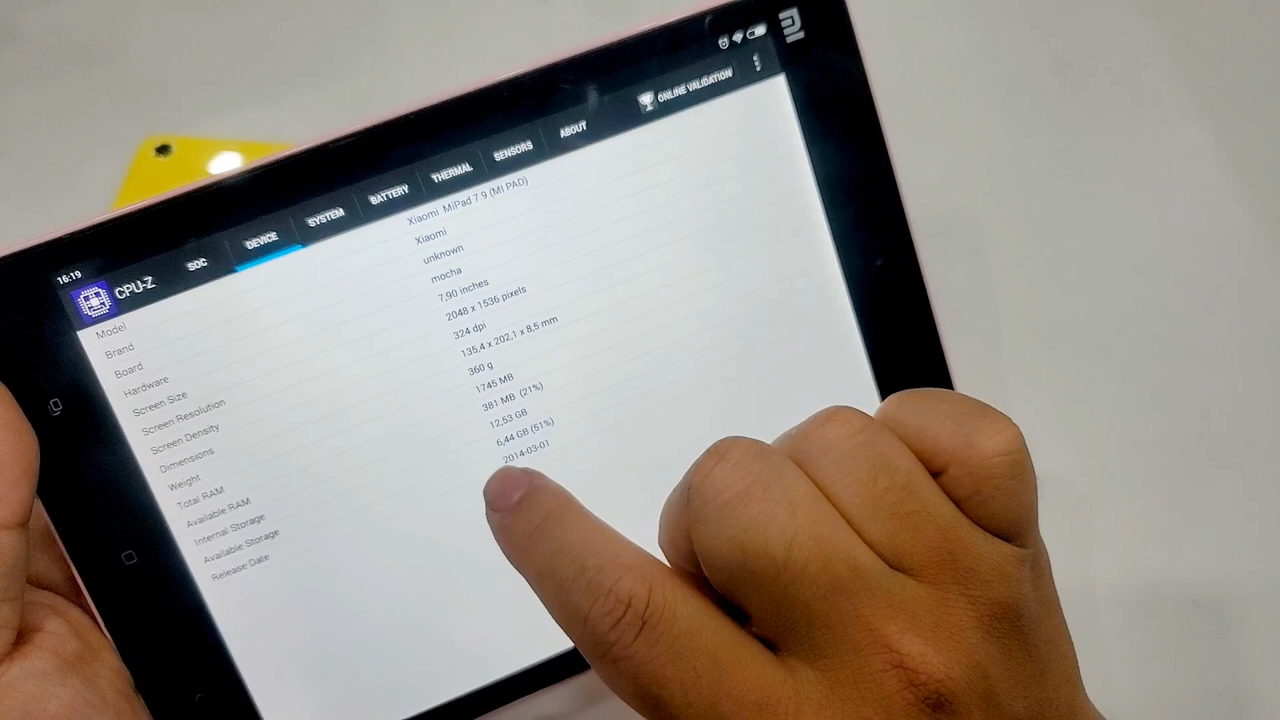 16:19
CPU-Z
ONLINE VALIDATION
SOC
DEVICE
SYSTEM
BATTERY
THERMAL
SENSORS
ABOUT
Model Xiaomi MiPad 7.9 (MI PAD)
Brand Xiaomi
Board unknown
Hardware mocha
Screen Size 7,90 inches
Screen Resolution 2048 x 1536 pixels
Screen Density 324 dpi
Dimensions 135,4 x 202,1 x 8,5 mm
Weight 360 g
Total RAM 1745 MB
Available RAM 381 MB (21%)
Internal Storage 12,53 GB
Available Storage 6,44 GB (51%)
Release Date 2014-03-01